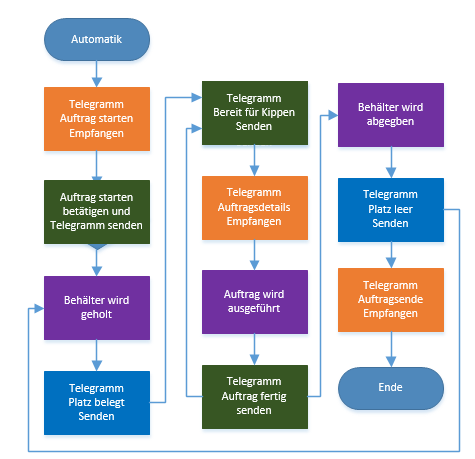 Automatik
Telegramm
Auftrag starten
Empfangen
Auftrag starten
betätigen und
Telegramm senden
Behälter wird
geholt
Telegramm
Platz belegt
Senden
Telegramm
Bereit für Kippen
Senden
Telegramm
Auftragsdetails
Empfangen
Auftrag wird
ausgeführt
Telegramm
Auftrag fertig
senden
Behälter wird
abgegben
Telegramm
Platz leer
Senden
Telegramm
Auftragsende
Empfangen
Ende